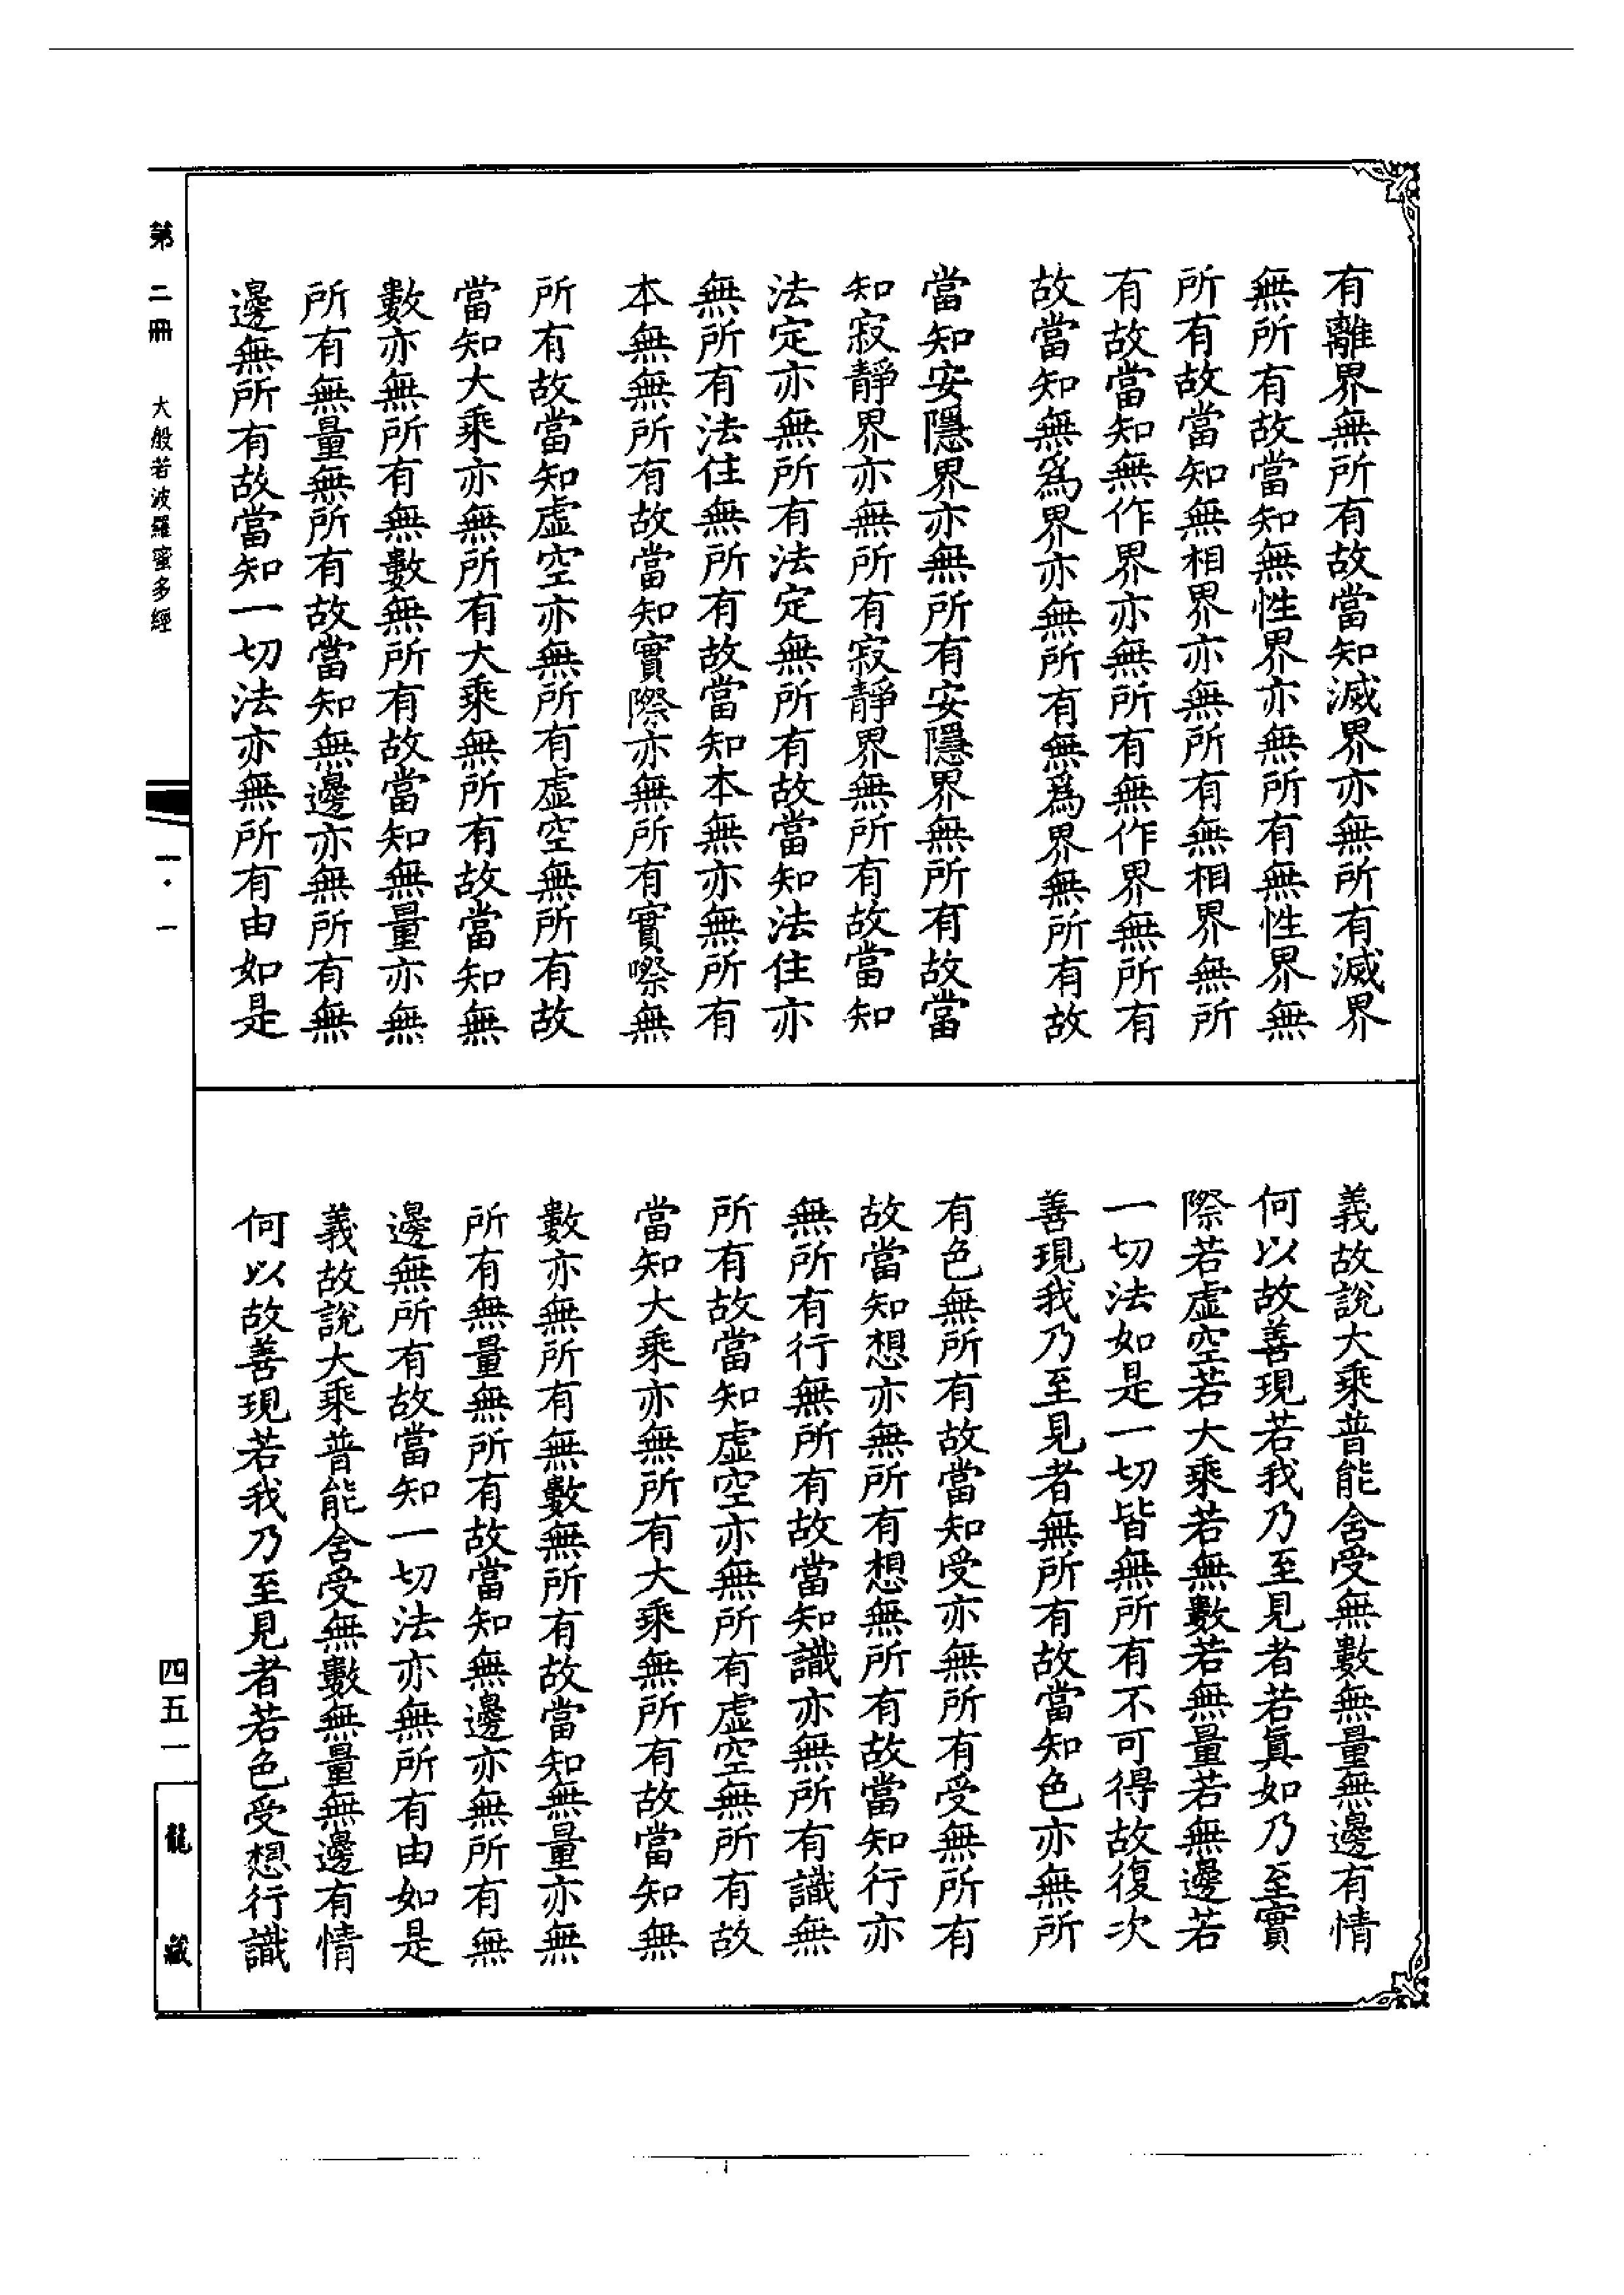 有離界無所有故當知滅界亦無所有滅界
無所有故當知無性界亦無所有無性界無
所有故當知無相界亦無所有無相界無所
有故當知無作界亦無所有無作界無所有
故當知無爲界亦無所有無爲界無所有故
當知安隱界亦無所有安隱界無所有故當
知寂靜界亦無所有寂靜界無所有故當知
法定亦無所有法定無所有故當知法住亦
無所有法住無所有故當知本無亦無所有
本無無所有故當知實際亦無所有實際無
所有故當知虛空亦無所有虛空無所有故
當知大乘亦無所有大乘無所有故當知無
數亦無所有無數無所有故當知無量亦無
所有無量無所有故當知無邊亦無所有無
邊無所有故當知一切法亦無所有由如是
義故說大乘普能含受無數無量無邊有情
何以故善現若我乃至見者若眞如乃至實
際若虛空若大乘若無數若無量若無邊若
一切法如是一切皆無所有不可得故復次
善現我乃至見者無所有故當知色亦無所
有色無所有故當知受亦無所有受無所有
故當知想亦無所有想無所有故當知行亦
無所有行無所有故當知識亦無所有識無
所有故當知虛空亦無所有虛空無所有故
當知大乘亦無所有大乘無所有故當知無
數亦無所有無數無所有故當知無量亦無
所有無量無所有故當知無邊亦無所有無
邊無所有故當知一切法亦無所有由如是
義故說大乘普能含受無數無量無邊有情
何以故善現若我乃至見者若色受想行識
第二冊 大般若波羅蜜多經
一·一
四五一
龍藏